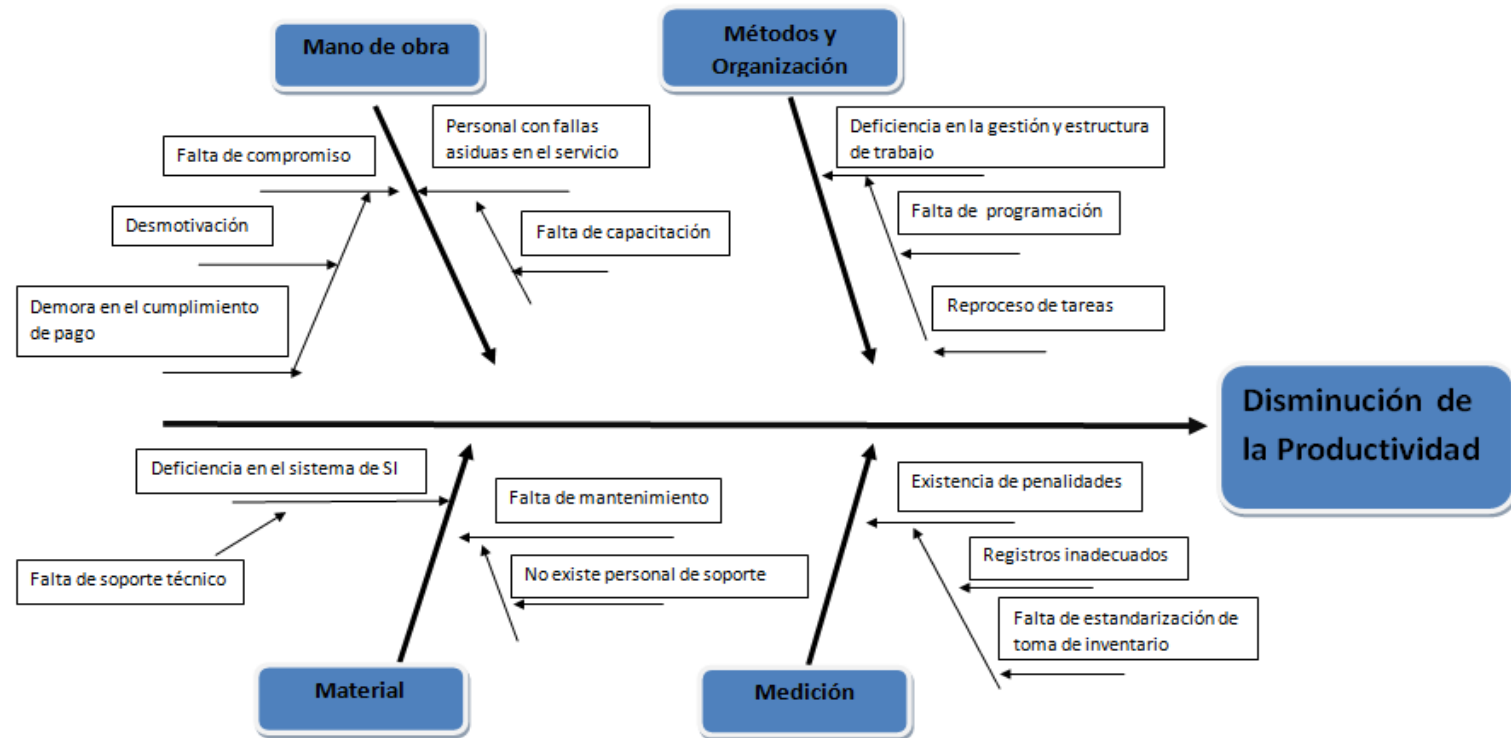 Mano de obra
Métodos y
Organización
Personal con fallas
asiduas en el servicio
Falta de compromiso
Desmotivación
Falta de capacitación
Demora en el cumplimiento
de pago
Deficiencia en la gestión y estructura
de trabajo
Falta de programación
Reproceso de tareas
Disminución de
la Productividad
Deficiencia en el sistema de SI
Falta de soporte técnico
Falta de mantenimiento
No existe personal de soporte
Existencia de penalidades
Registros inadecuados
Falta de estandarización de
toma de inventario
Material
Medición